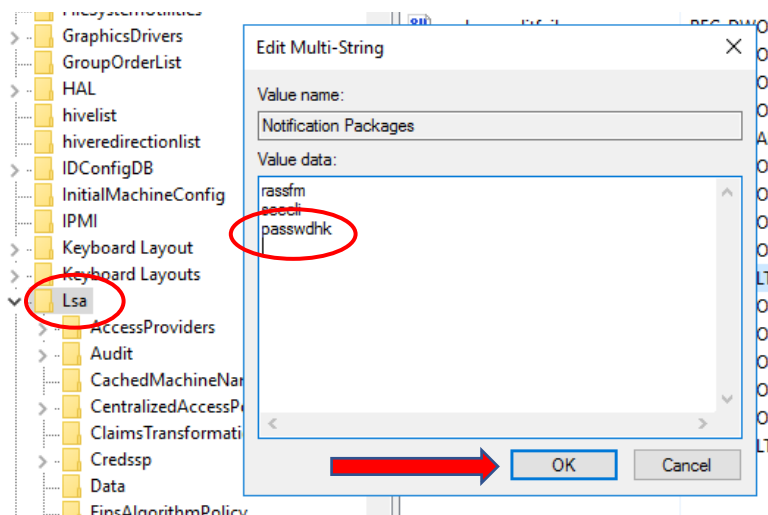 GraphicsDrivers
GroupOrderList
HAL
hivelist
hiveredirectionlist
IDConfigDB
InitialMachineConfig
IPMI
Keyboard Layout
Keyboard Layouts
Lsa
AccessProviders
Audit
CachedMachineNa
CentralizedAccessP
ClaimsTransformati
Credssp
Data
FipsAlgorithmPolicy
Edit Multi-String
Value name:
Notification Packages
Value data:
rassfm
scecli
passwdhk
OK
Cancel